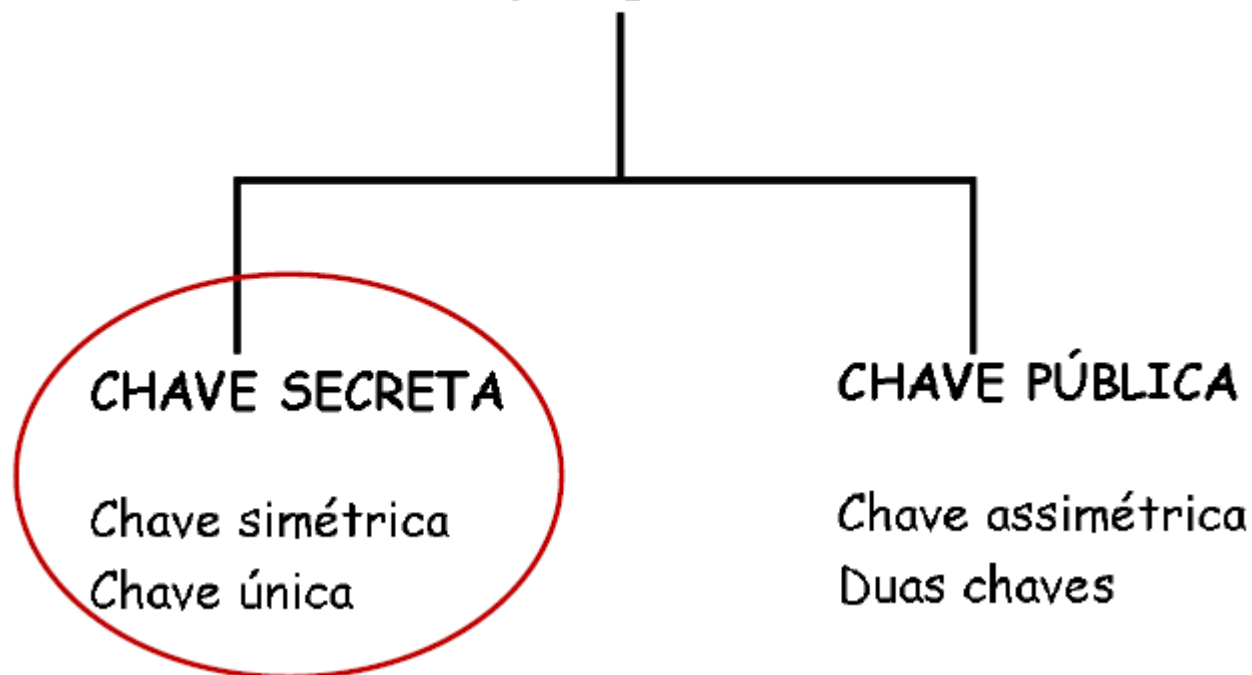 CHAVE SECRETA
Chave simétrica
Chave única
CHAVE PÚBLICA
Chave assimétrica
Duas chaves